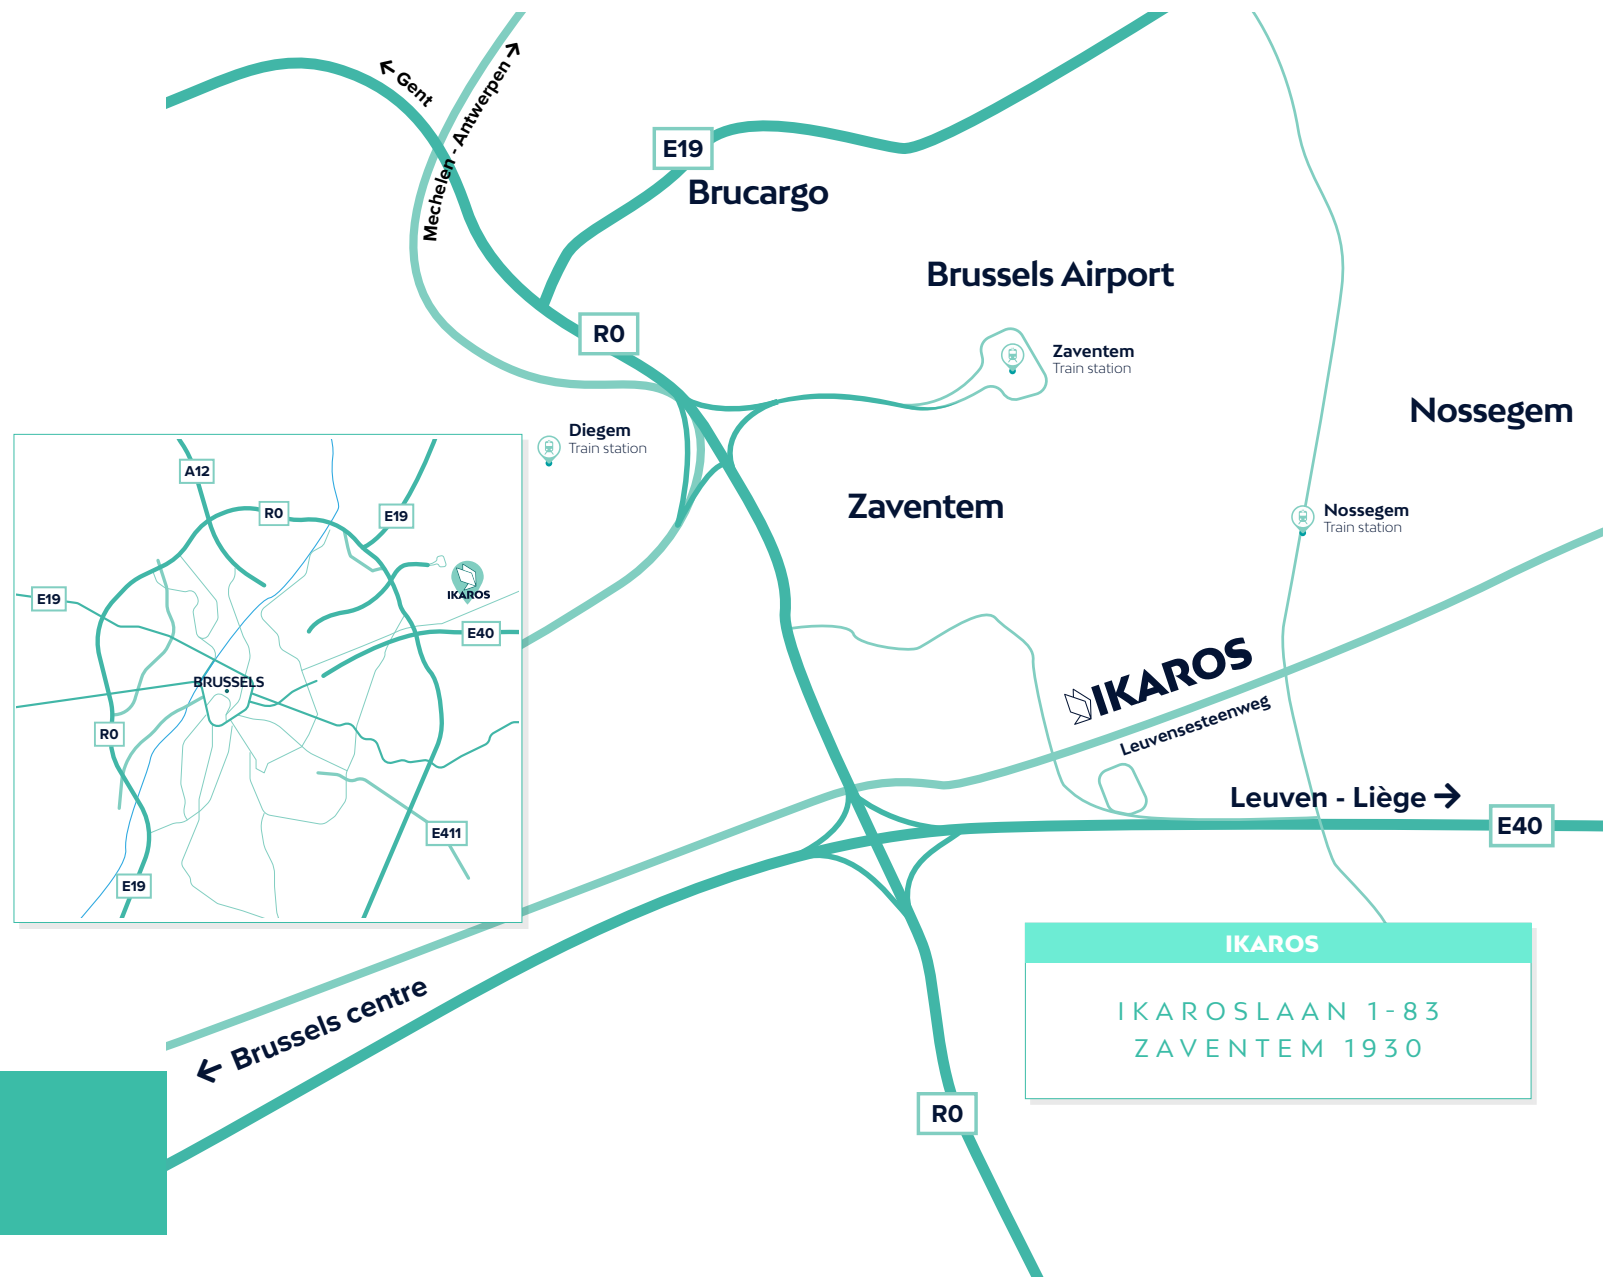 ← Gent
Mechelen - Antwerpen →
E19
Brucargo
Brussels Airport
R0
Zaventem
Train station
Nossegem
Diegem
Train station
Zaventem
Nossegem
Train station
A12
R0
E19
E19
IKAROS
E40
BRUSSELS
R0
E411
E19
IKAROS
Leuvensesteenweg
Leuven - Liège →
E40
← Brussels centre
IKAROS
IKAROSLAAN 1-83
ZAVENTEM 1930
R0